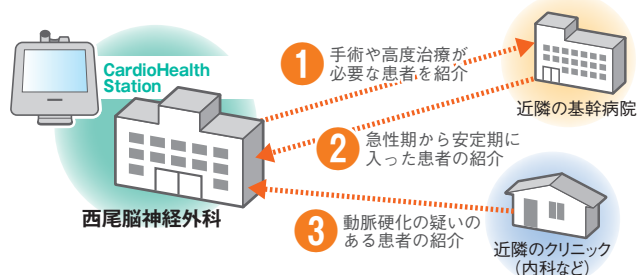 CardioHealth
Station
西尾脳神経外科
1
手術や高度治療が
必要な患者を紹介
近隣の基幹病院
2
急性期から安定期に
入った患者の紹介
3
動脈硬化の疑いの
ある患者の紹介
近隣のクリニック
（内科など）